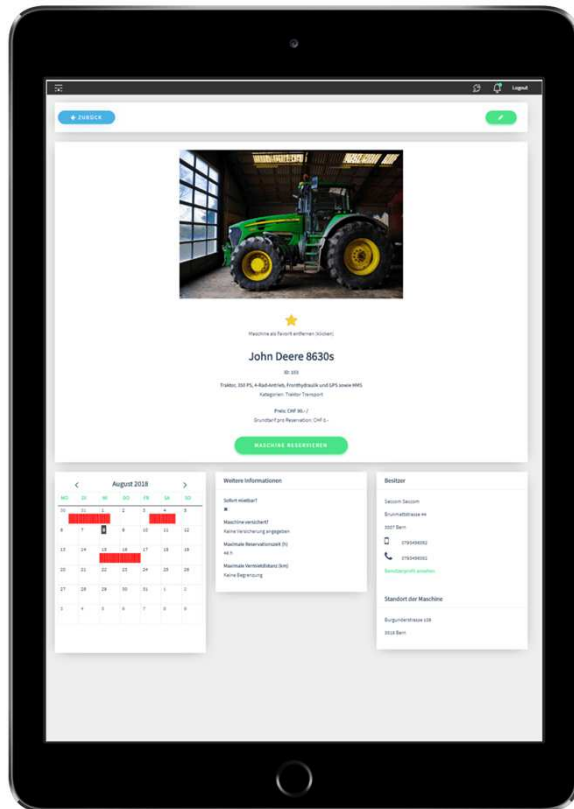 Logout
ZURÜCK
Maschine als Favorit entfernen (klicken)
John Deere 8630s
ID: 103
Traktor, 310 PS, 4-Rad-Antrieb, Fronthydraulik und GPS sowie MMS
Kategorien: Traktor Transport
Grundtarif pro Reservation: CHF 5.-
MASCHINE RESERVIEREN
August 2018
MO DI MI DO FR SA SO
30 31 1 2 3 4 5
6 7 8 9 10 11 12
13 14 15 16 17 18 19
20 21 22 23 24 25 26
27 28 29 30 31 1 2
3 4 5 6 7 8 9
Weitere Informationen
Sofort mietbar?
Maschine versichert?
Keine Versicherung angegeben
Maximale Reservationszeit (h)
Maximale Vermietdistanz (km)
Keine Begrenzung
Besitzer
3007 Bern
Standort der Maschine
3018 Bern